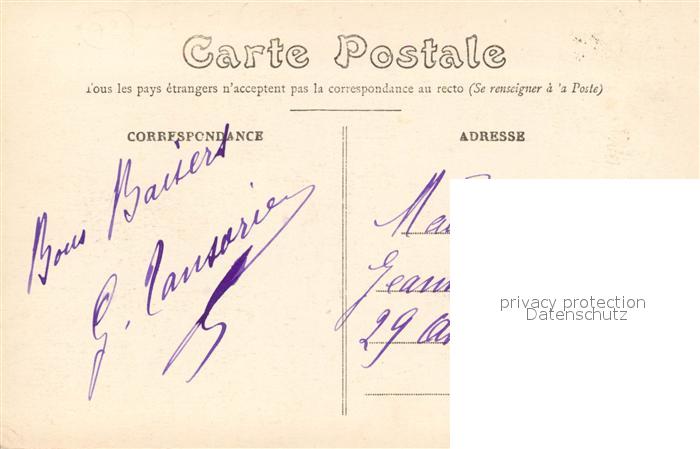 Carte Postale
Tous les pays étrangers n'acceptent pas la correspondance au recto (Se renseigner à 'a Poste)
CORRESPONDANCE
ADRESSE
Bons Baisers
G.
29
privacy protection
Datenschutz